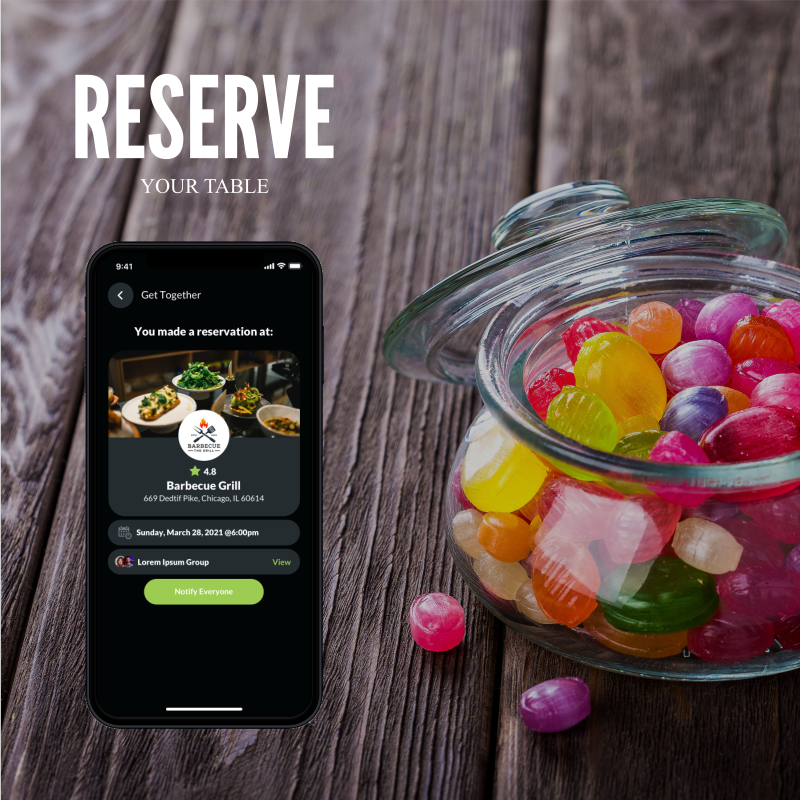 RESERVE
YOUR TABLE
9:41
Get Together
You made a reservation at:
BARBECUE
THE GRILL
4.8
Barbecue Grill
669 Dedtif Pike, Chicago, IL 60614
Sunday, March 28, 2021 @6:00pm
Lorem Ipsum Group
View
Notify Everyone